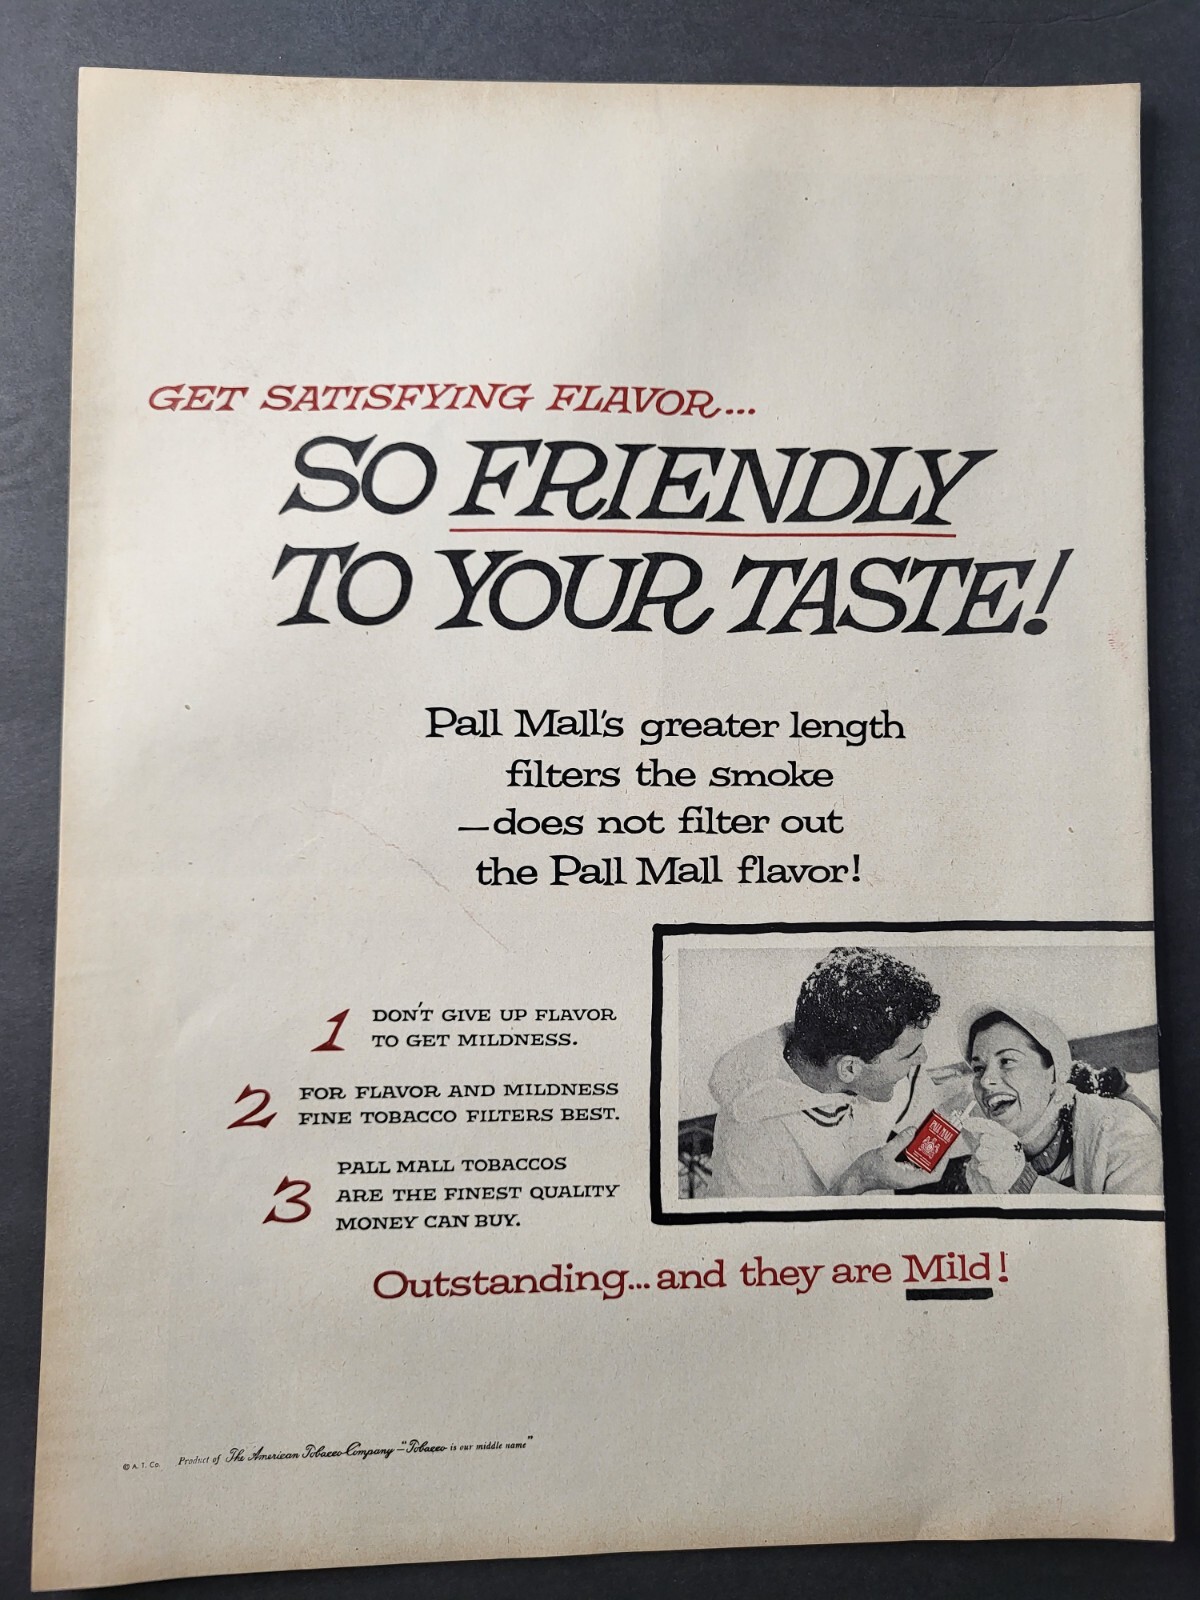 GET SATISFYING FLAVOR...
SO FRIENDLY
TO YOUR TASTE!
Pall Mall's greater length
filters the smoke
—does not filter out
the Pall Mall flavor!
1 DON'T GIVE UP FLAVOR
TO GET MILDNESS.
2 FOR FLAVOR AND MILDNESS
FINE TOBACCO FILTERS BEST.
3 PALL MALL TOBACCOS
ARE THE FINEST QUALITY
MONEY CAN BUY.
PALL MALL
Outstanding... and they are Mild!
© A. T. Co. Product of The American Tobacco Company – "Tobacco is our middle name"